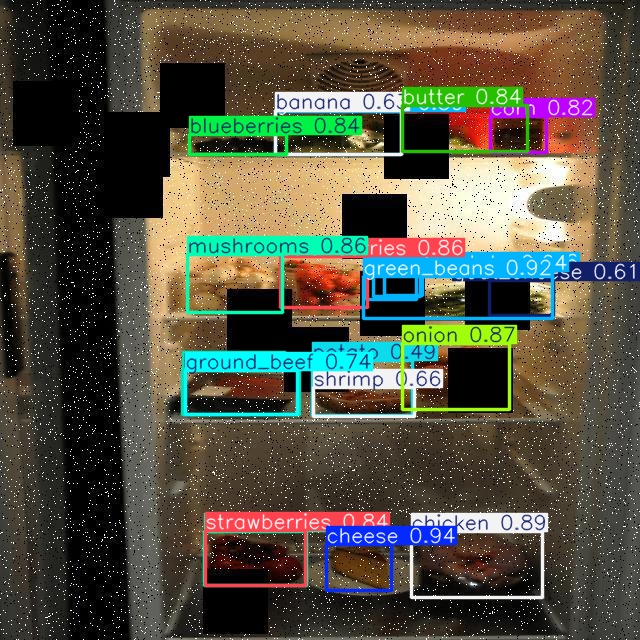 butter 0.84
banana 0.63
0.82
blueberries 0.84
mushrooms 0.86
ries 0.86
green_beans 0.92
se 0.61
onion 0.87
potato 0.49
ground_beef 0.74
shrimp 0.66
strawberries 0.84
chicken 0.89
cheese 0.94